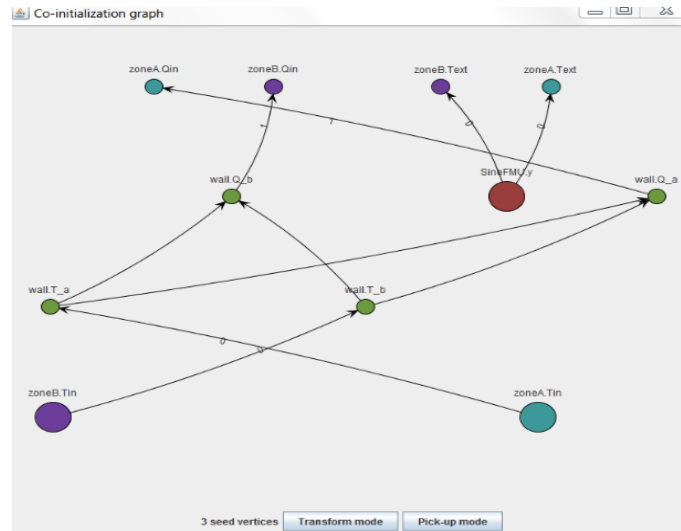 Co-initialization graph
zoneA.Qin
zoneB.Qin
zoneB.Text
zoneA.Text
1
1
0
0
wall.Q_b
SineFMU.y
wall.Q_a
wall.T_a
wall.T_b
0
0
zoneB.Tin
zoneA.Tin
3 seed vertices Transform mode Pick-up mode